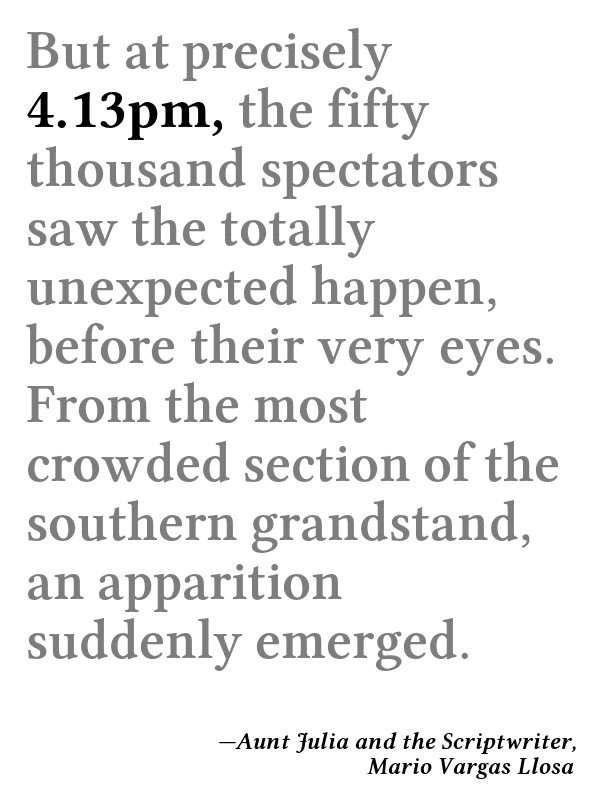 But at precisely
4.13pm, the fifty
thousand spectators
saw the totally
unexpected happen,
before their very eyes.
From the most
crowded section of the
southern grandstand,
an apparition
suddenly emerged.
—Aunt Julia and the Scriptwriter,
Mario Vargas Llosa